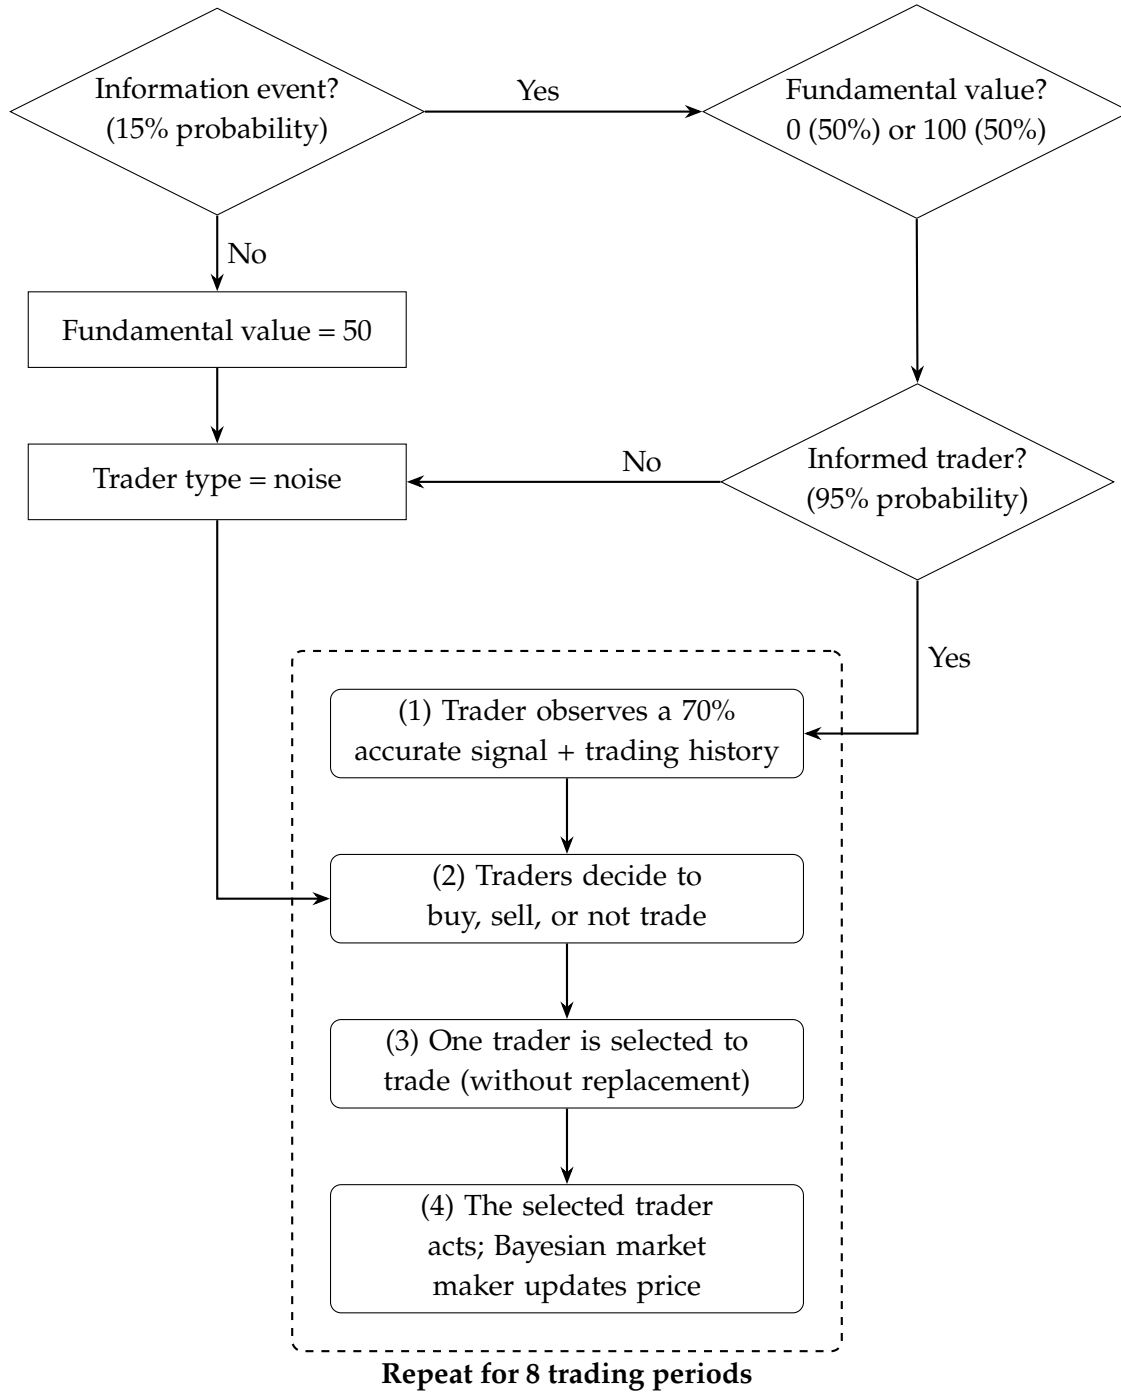 Information event?
(15% probability)
Yes
Fundamental value?
0 (50%) or 100 (50%)
No
Fundamental value = 50
Trader type = noise
No
Informed trader?
(95% probability)
Yes
(1) Trader observes a 70%
accurate signal + trading history
(2) Traders decide to
buy, sell, or not trade
(3) One trader is selected to
trade (without replacement)
(4) The selected trader
acts; Bayesian market
maker updates price
Repeat for 8 trading periods